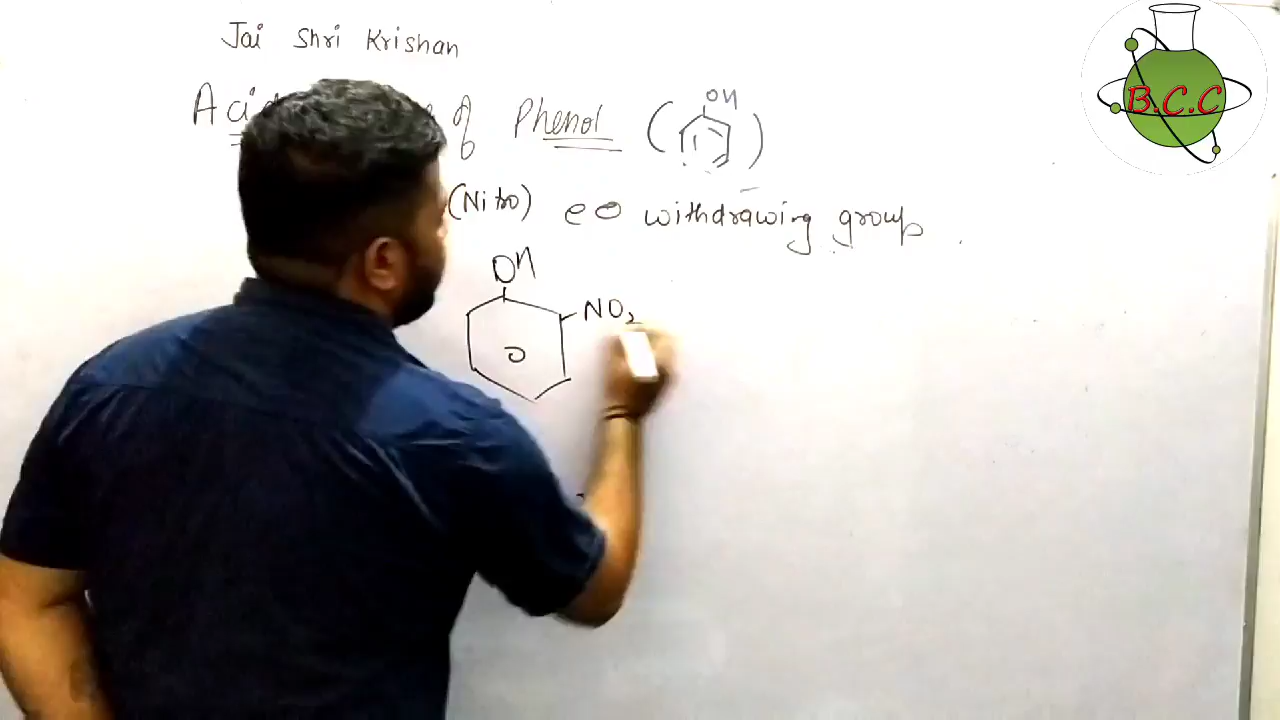 Jai Shri Krishan
of Phenol ( OH )
(Nitro) e⊖ withdrawing group
OH
NO₂
B.C.C